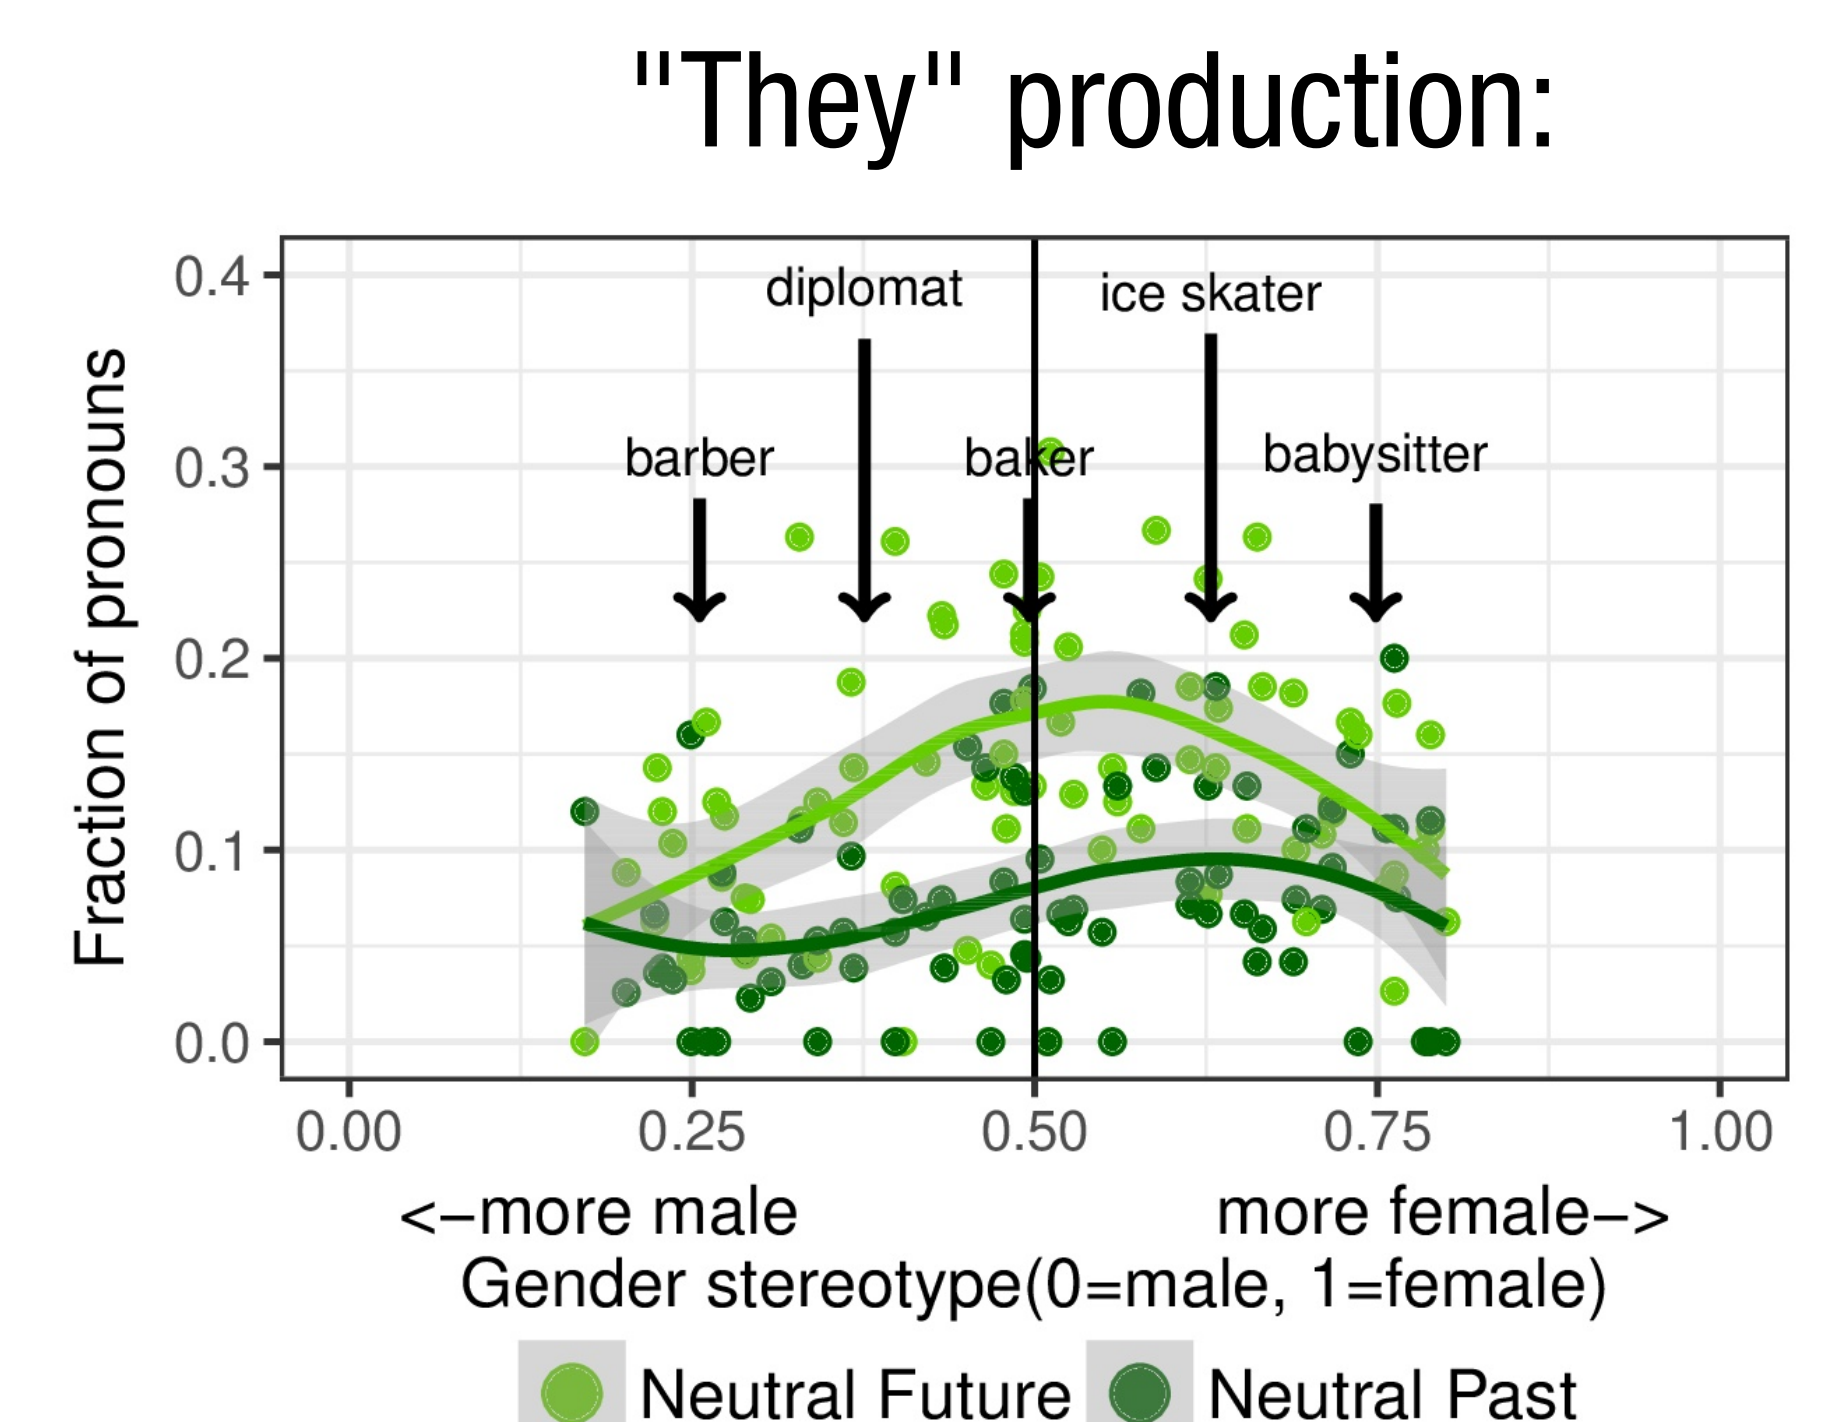 "They" production:
0.4
diplomat
ice skater
Fraction of pronouns
0.3
barber
baker
babysitter
0.2
0.1
0.0
0.00 0.25 0.50 0.75 1.00
<–more male more female–>
Gender stereotype(0=male, 1=female)
Neutral Future Neutral Past